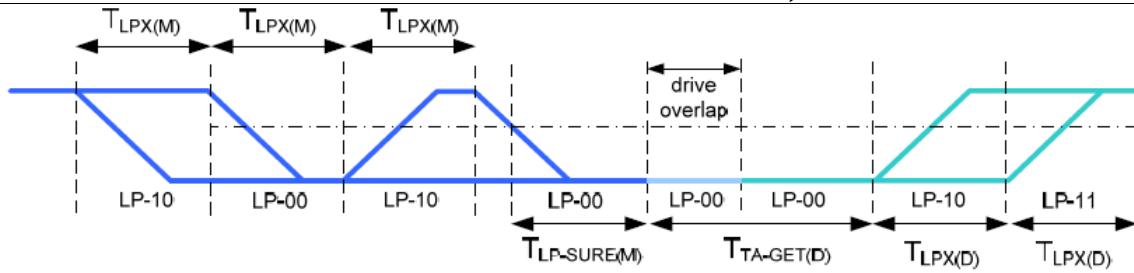 TLPX(M) TLPX(M) TLPX(M)
drive
overlap
LP-10 LP-00 LP-10 LP-00 LP-00 LP-00 LP-10 LP-11
TLP-SURE(M) TTA-GET(D) TLPX(D) TLPX(D)